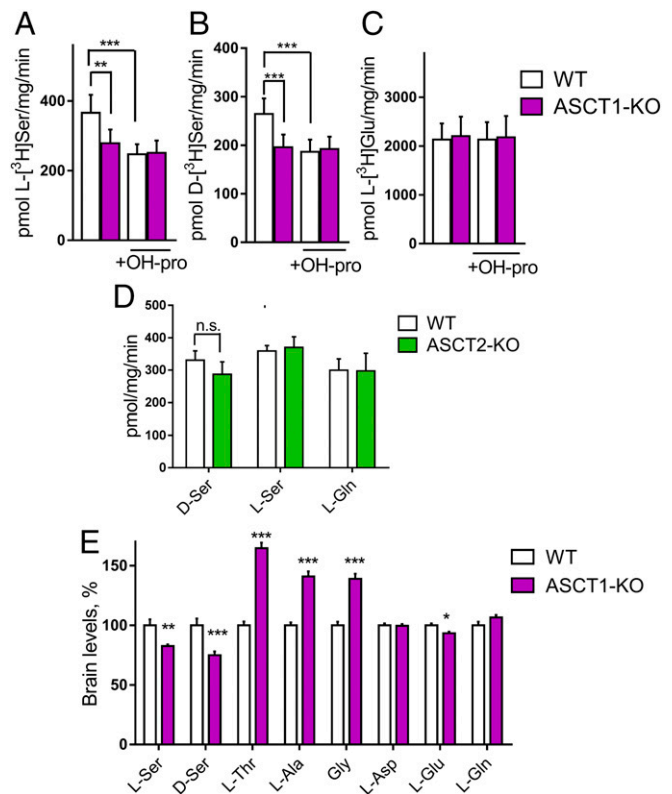 A
pmol L-[³H]Ser/mg/min
400
200
0
***
**
+OH-pro
B
pmol D-[³H]Ser/mg/min
400
300
200
100
0
***
***
+OH-pro
C
pmol L-[³H]Glu/mg/min
3000
2000
1000
0
+OH-pro
WT
ASCT1-KO
D
pmol/mg/min
500
400
300
200
100
0
n.s.
D-Ser
L-Ser
L-Gln
WT
ASCT2-KO
E
Brain levels, %
150
100
50
0
**
***
***
***
***
*
L-Ser
D-Ser
L-Thr
L-Ala
Gly
L-Asp
L-Glu
L-Gln
WT
ASCT1-KO